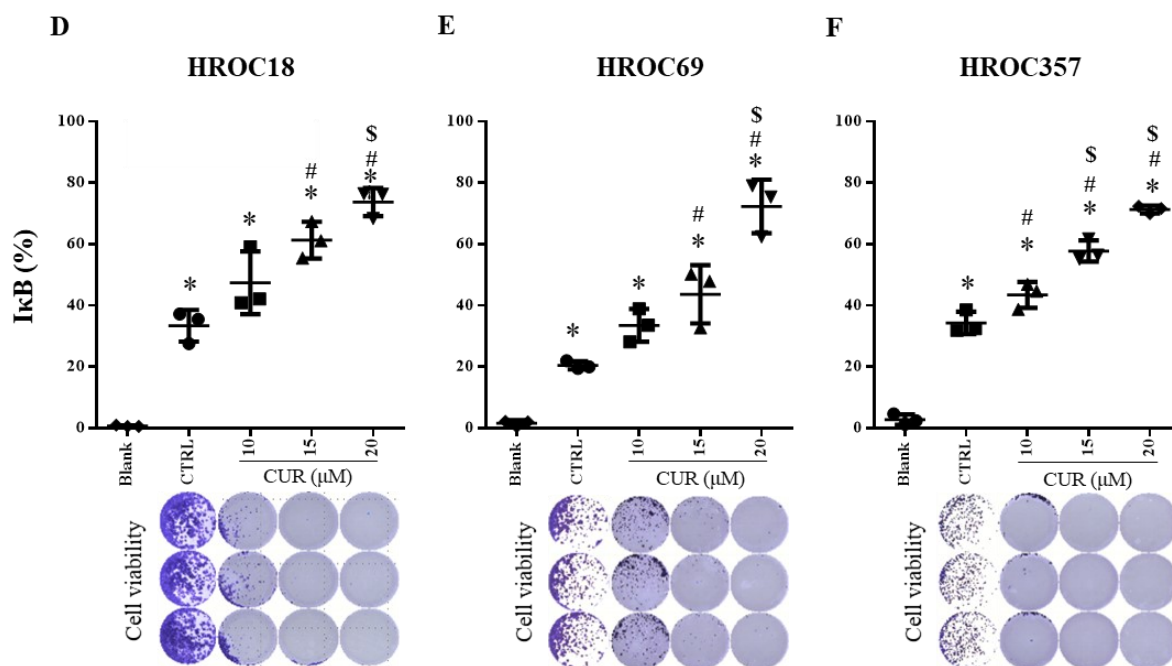 D
HROC18
IκB (%)
100
80
60
40
20
0
*
*
#
*
$
#
*
Blank
CTRL
10
15
20
CUR (μM)
Cell viability
E
HROC69
100
80
60
40
20
0
*
*
#
*
$
#
*
Blank
CTRL
10
15
20
CUR (μM)
Cell viability
F
HROC357
100
80
60
40
20
0
*
#
*
$
#
*
$
#
*
Blank
CTRL
10
15
20
CUR (μM)
Cell viability